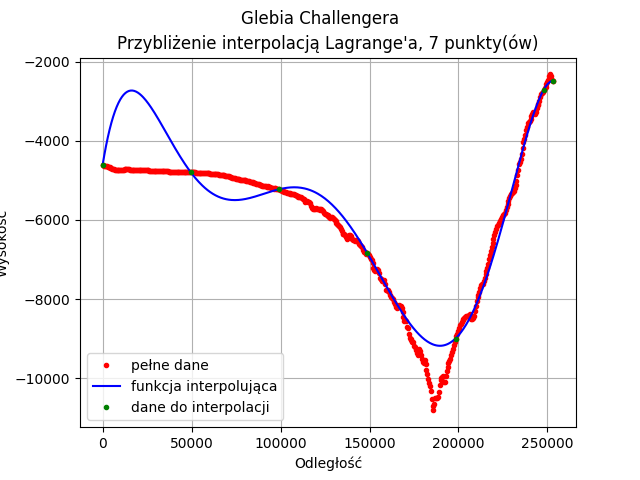 Glebia Challengera
Przybliżenie interpolacją Lagrange'a, 7 punkty(ów)
−2000
−4000
−6000
−8000
−10000
Wysokość
pełne dane
funkcja interpolująca
dane do interpolacji
0
50000
100000
150000
200000
250000
Odległość